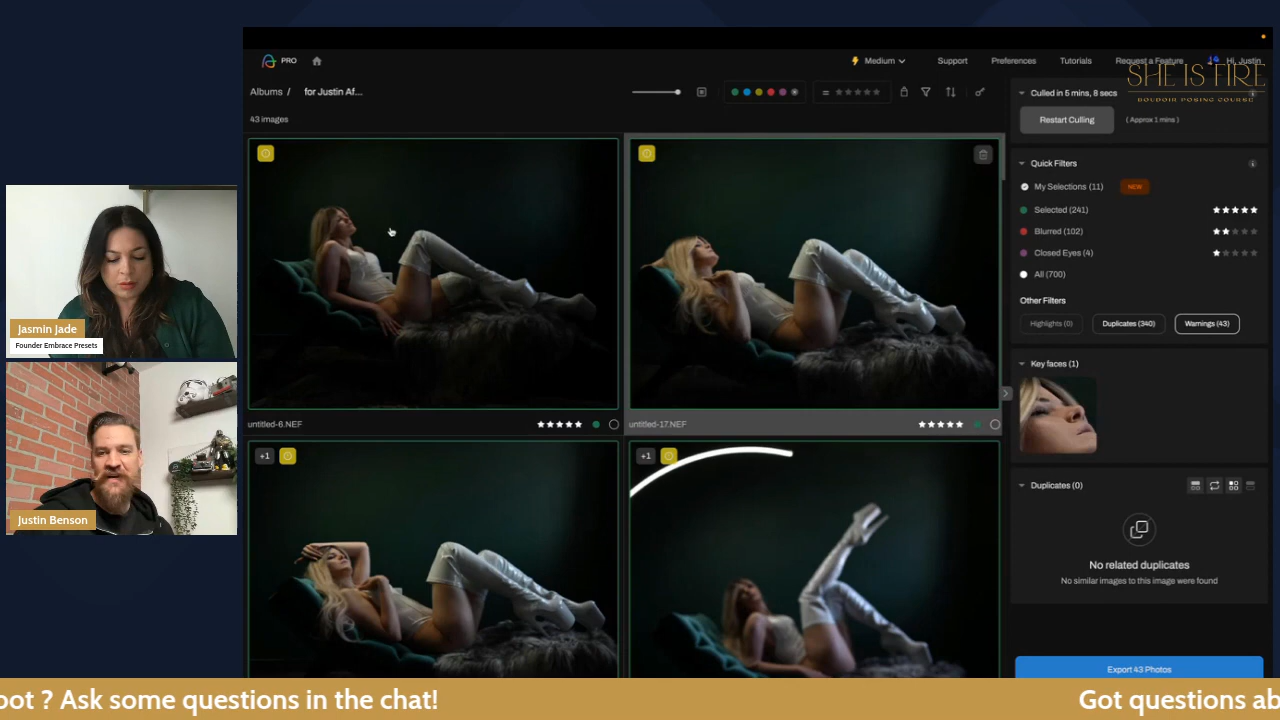 PRO
Medium
Support
Preferences
Tutorials
Request a Feature
Hi, Justin
SHE IS FIRE
BOUDOIR POSING COURSE
Albums /
for Justin Af...
=
43 images
Culled in 5 mins, 8 secs
Restart Culling
( Approx 1 mins )
Quick Filters
My Selections (11)
NEW
Selected (241)
Blurred (102)
Closed Eyes (4)
All (700)
Other Filters
Highlights (0)
Duplicates (340)
Warnings (43)
Key faces (1)
Duplicates (0)
No related duplicates
No similar images to this image were found
Export 43 Photos
untitled-6.NEF
untitled-17.NEF
+1
+1
Jasmin Jade
Founder Embrace Presets
Justin Benson
oot ? Ask some questions in the chat!
Got questions ab